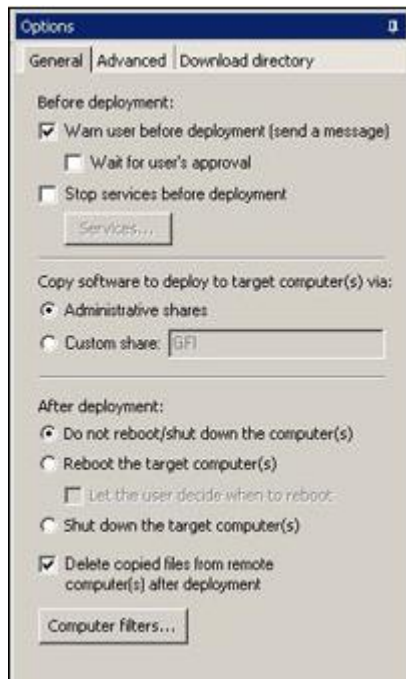 Options
General Advanced Download directory
Before deployment:
Warn user before deployment (send a message)
Wait for user's approval
Stop services before deployment
Services...
Copy software to deploy to target computer(s) via:
Administrative shares
Custom share: GFI
After deployment:
Do not reboot/shut down the computer(s)
Reboot the target computer(s)
Let the user decide when to reboot
Shut down the target computer(s)
Delete copied files from remote
computer(s) after deployment
Computer filters...